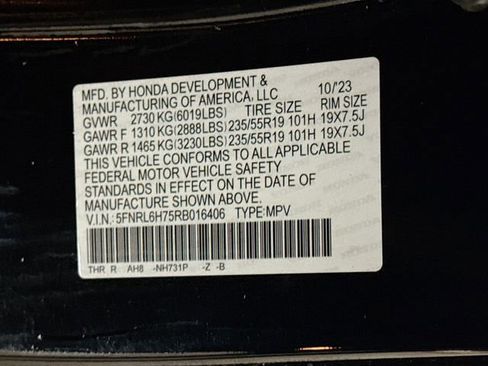 MFD. BY HONDA DEVELOPMENT & 10/'23
MANUFACTURING OF AMERICA, LLC
GVWR 2730 KG(6019LBS) TIRE SIZE RIM SIZE
GAWR F 1310 KG(2888LBS) 235/55R19 101H 19X7.5J
GAWR R 1465 KG(3230LBS) 235/55R19 101H 19X7.5J
THIS VEHICLE CONFORMS TO ALL APPLICABLE
FEDERAL MOTOR VEHICLE SAFETY
STANDARDS IN EFFECT ON THE DATE OF
MANUFACTURE SHOWN ABOVE.
V.I.N.: 5FNRL6H75RB016406 TYPE:MPV
THR R AH8 -NH731P -Z -B